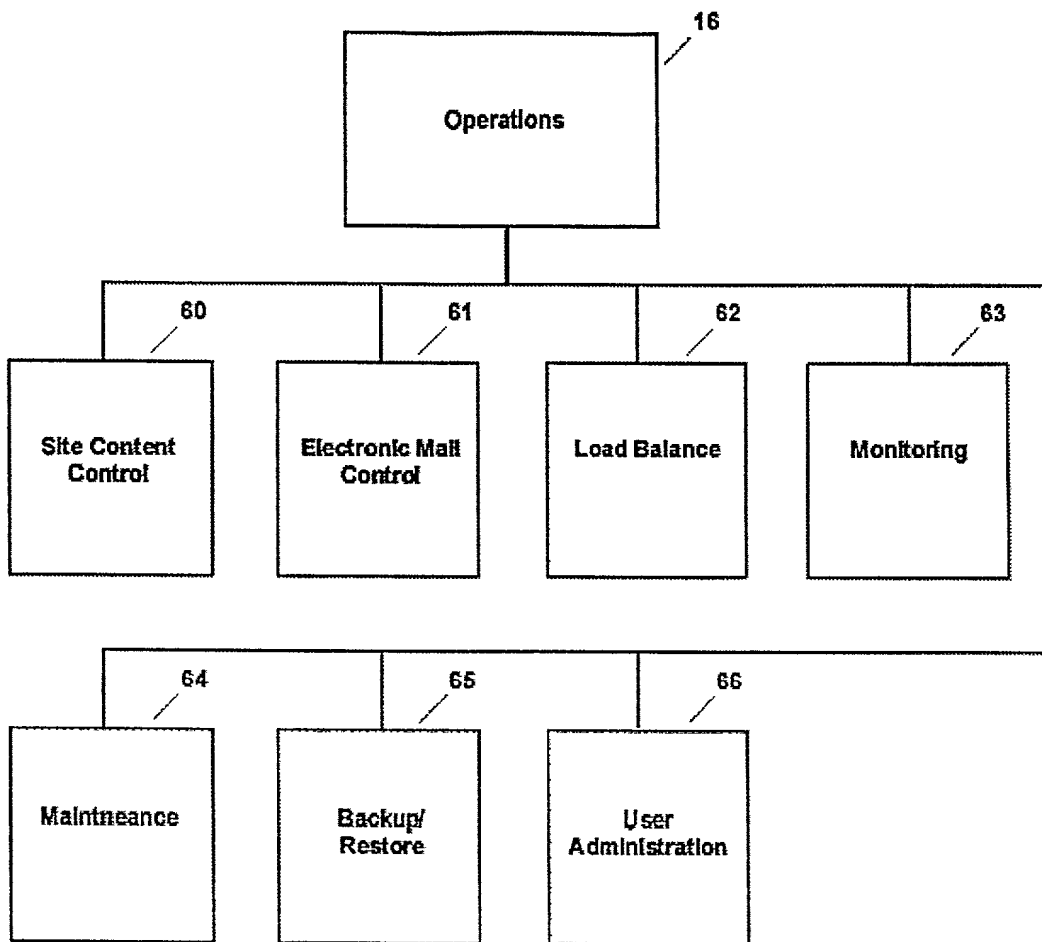 16
Operations
60
61
62
63
Site Content
Control
Electronic Mail
Control
Load Balance
Monitoring
64
65
66
Maintneance
Backup/
Restore
User
Administration